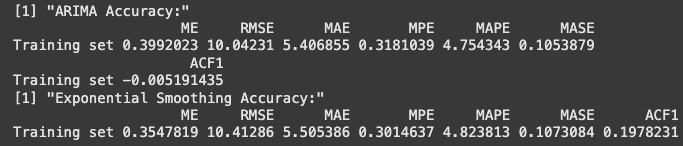 [1] "ARIMA Accuracy:"
ME RMSE MAE MPE MAPE MASE
Training set 0.3992023 10.04231 5.406855 0.3181039 4.754343 0.1053879
ACF1
Training set -0.005191435
[1] "Exponential Smoothing Accuracy:"
ME RMSE MAE MPE MAPE MASE ACF1
Training set 0.3547819 10.41286 5.505386 0.3014637 4.823813 0.1073084 0.1978231